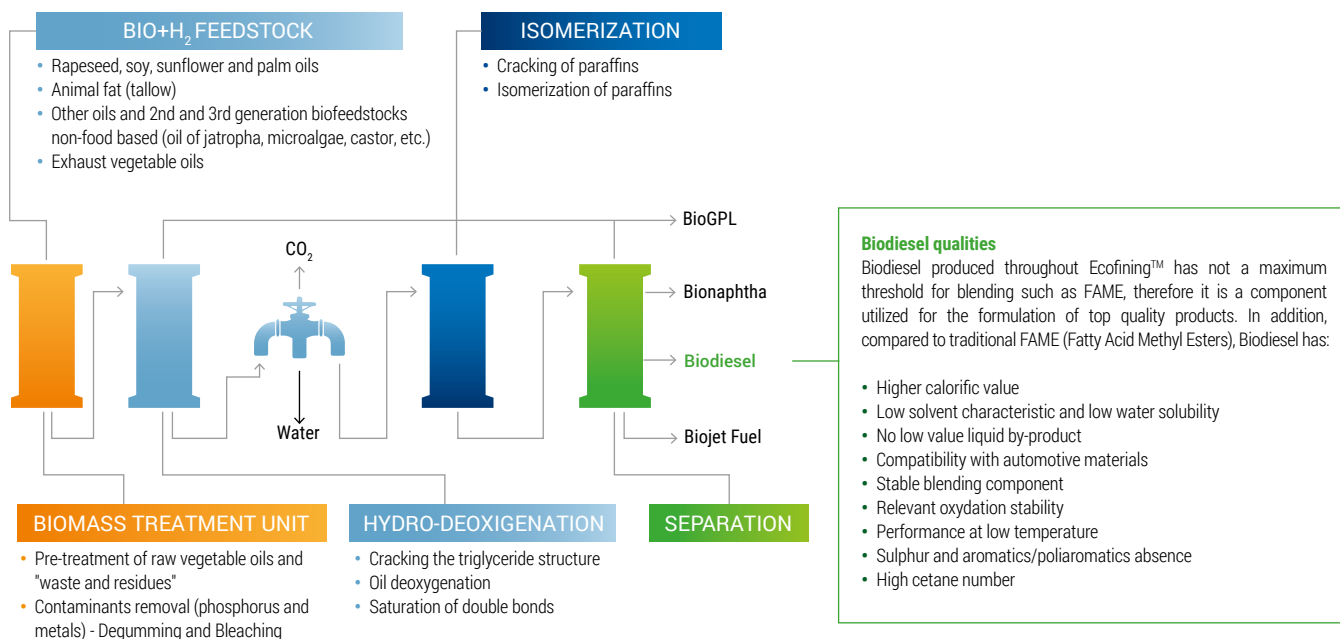 BIO+H₂ FEEDSTOCK
• Rapeseed, soy, sunflower and palm oils
• Animal fat (tallow)
• Other oils and 2nd and 3rd generation biofeedstocks
non-food based (oil of jatropha, microalgae, castor, etc.)
• Exhaust vegetable oils
ISOMERIZATION
• Cracking of paraffins
• Isomerization of paraffins
CO₂
Water
BioGPL
Bionaphtha
Biodiesel
Biojet Fuel
BIOMASS TREATMENT UNIT
• Pre-treatment of raw vegetable oils and
"waste and residues"
• Contaminants removal (phosphorus and
metals) - Degumming and Bleaching
HYDRO-DEOXIGENATION
• Cracking the triglyceride structure
• Oil deoxygenation
• Saturation of double bonds
SEPARATION
Biodiesel qualities
Biodiesel produced throughout Ecofining™ has not a maximum
threshold for blending such as FAME, therefore it is a component
utilized for the formulation of top quality products. In addition,
compared to traditional FAME (Fatty Acid Methyl Esters), Biodiesel has:
• Higher calorific value
• Low solvent characteristic and low water solubility
• No low value liquid by-product
• Compatibility with automotive materials
• Stable blending component
• Relevant oxydation stability
• Performance at low temperature
• Sulphur and aromatics/poliaromatics absence
• High cetane number